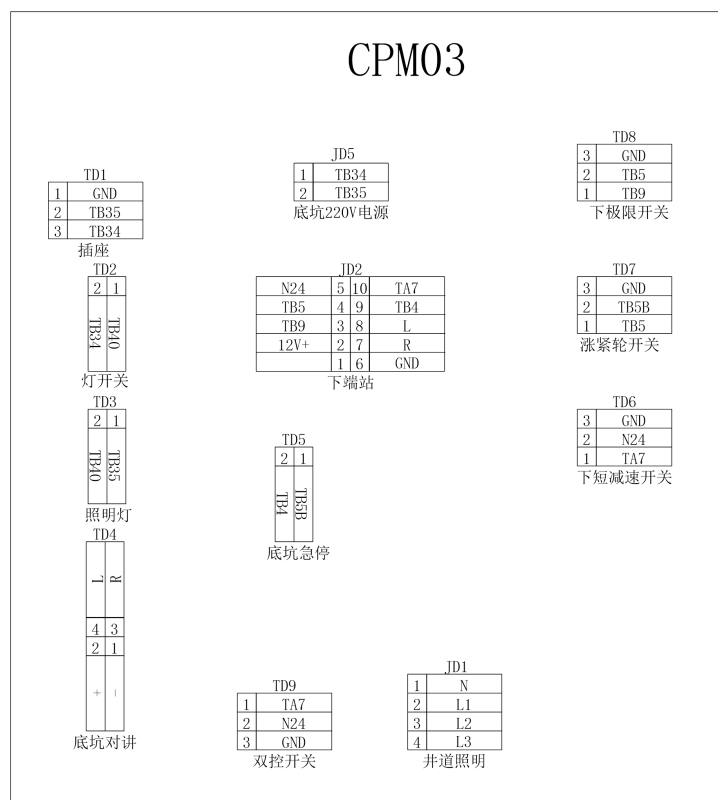 CPM03
TD1
1 GND
2 TB35
3 TB34
插座
JD5
1 TB34
2 TB35
底坑220V电源
TD8
3 GND
2 TB5
1 TB9
下极限开关
TD2
2 1
TB34 TB40
灯开关
JD2
N24 5 10 TA7
TB5 4 9 TB4
TB9 3 8 L
12V+ 2 7 R
1 6 GND
下端站
TD7
3 GND
2 TB5B
1 TB5
涨紧轮开关
TD3
2 1
TB40 TB35
照明灯
TD5
2 1
TB4 TB5B
底坑急停
TD6
3 GND
2 N24
1 TA7
下短减速开关
TD4
L R
4 3
2 1
+ -
底坑对讲
TD9
1 TA7
2 N24
3 GND
双控开关
JD1
1 N
2 L1
3 L2
4 L3
井道照明